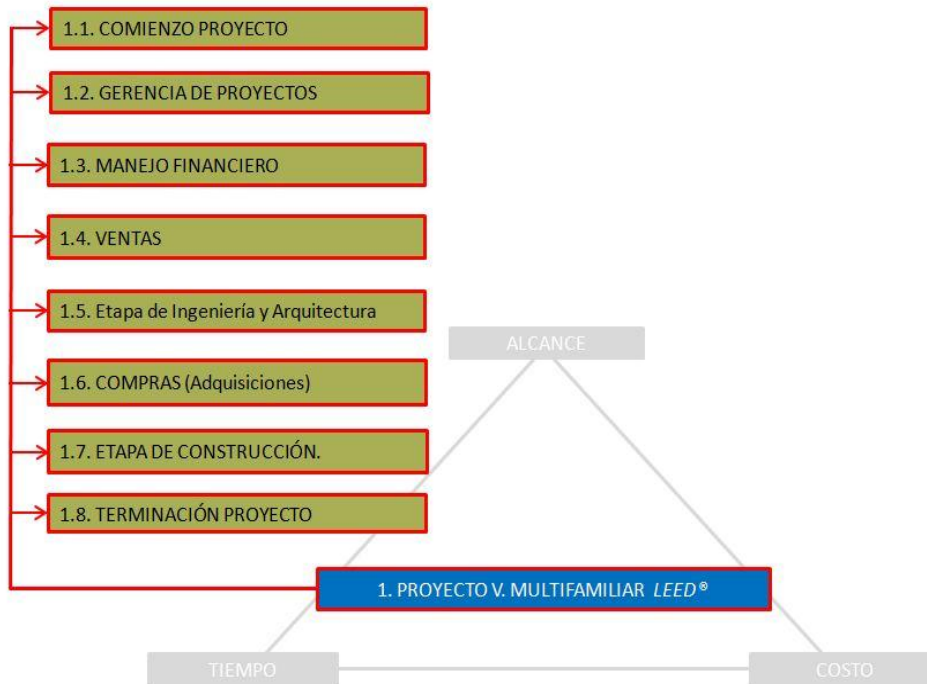 1.1. COMIENZO PROYECTO
1.2. GERENCIA DE PROYECTOS
1.3. MANEJO FINANCIERO
1.4. VENTAS
1.5. Etapa de Ingeniería y Arquitectura
ALCANCE
1.6. COMPRAS (Adquisiciones)
1.7. ETAPA DE CONSTRUCCIÓN.
1.8. TERMINACIÓN PROYECTO
1. PROYECTO V. MULTIFAMILIAR LEED®
TIEMPO
COSTO